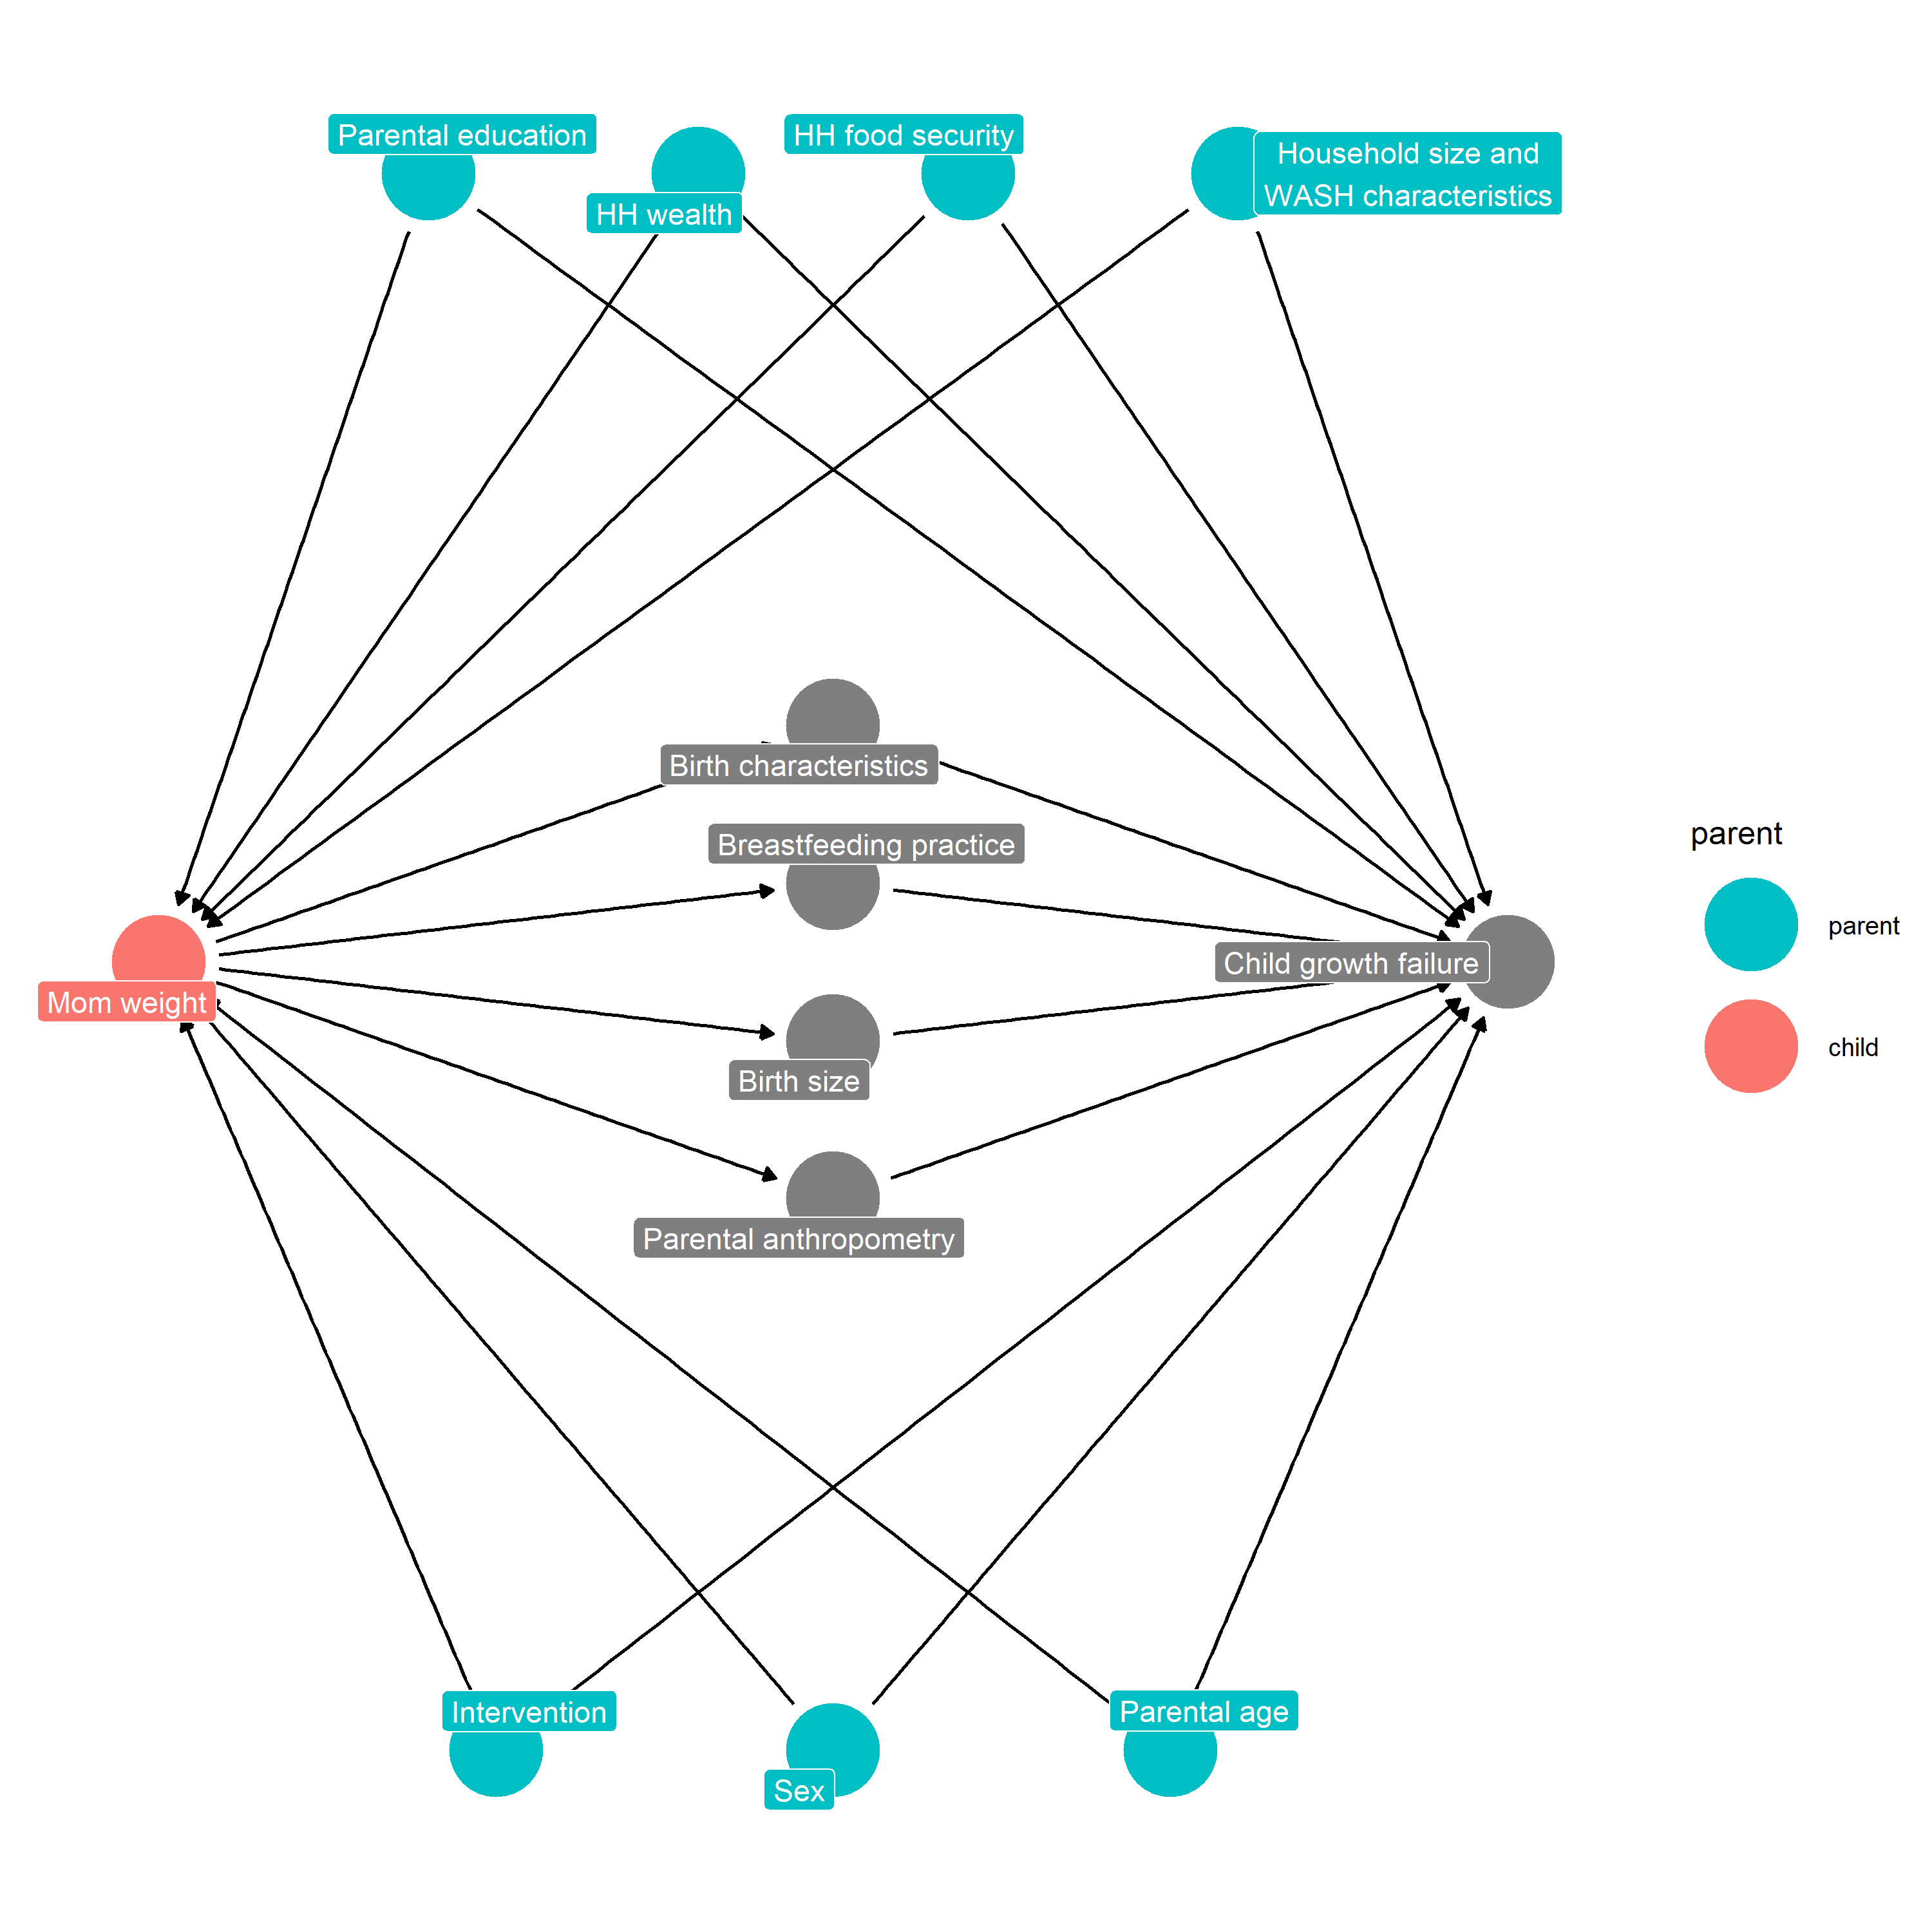 Parental education
HH wealth
HH food security
Household size and
WASH characteristics
Birth characteristics
Breastfeeding practice
Mom weight
Child growth failure
Birth size
Parental anthropometry
Intervention
Sex
Parental age
parent
parent
child